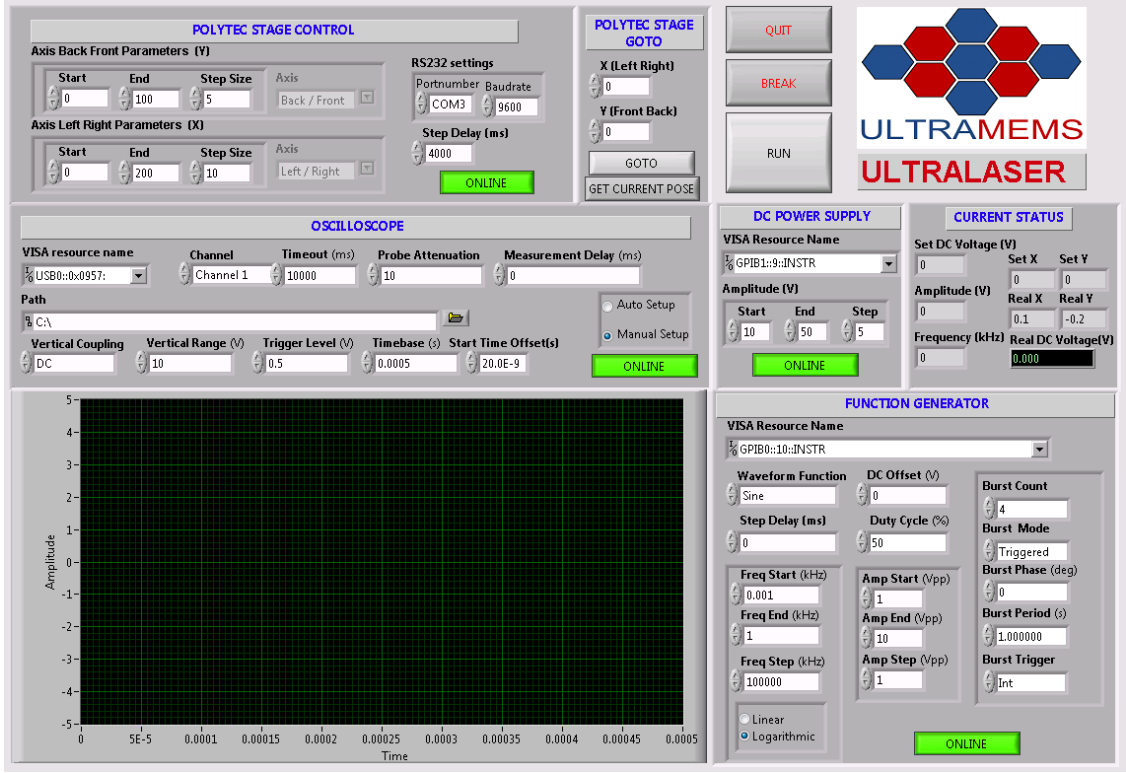 POLYTEC STAGE CONTROL
Axis Back Front Parameters (Y)
Start End Step Size Axis
0 100 5 Back / Front
Axis Left Right Parameters (X)
Start End Step Size Axis
0 200 10 Left / Right
RS232 settings
Portnumber Baudrate
COM3 9600
Step Delay (ms)
4000
ONLINE
POLYTEC STAGE
GOTO
X (Left Right)
0
Y (Front Back)
0
GOTO
GET CURRENT POSE
QUIT
BREAK
RUN
ULTRAMEMS
ULTRALASER
OSCILLOSCOPE
VISA resource name Channel Timeout (ms) Probe Attenuation Measurement Delay (ms)
USB0::0x0957: Channel 1 10000 10 0
Path
C:\
Auto Setup
Manual Setup
Vertical Coupling Vertical Range (V) Trigger Level (V) Timebase (s) Start Time Offset(s)
DC 10 0.5 0.0005 20.0E-9
ONLINE
DC POWER SUPPLY
VISA Resource Name
GPIB1::9::INSTR
Amplitude (V)
Start End Step
10 50 5
ONLINE
CURRENT STATUS
Set DC Voltage (V)
0
Set X Set Y
0 0
Amplitude (V)
0
Real X Real Y
0.1 -0.2
Frequency (kHz)
0
Real DC Voltage(V)
0.000
5
4
3
2
1
0
-1
-2
-3
-4
-5
Amplitude
0 5E-5 0.0001 0.00015 0.0002 0.00025 0.0003 0.00035 0.0004 0.00045 0.0005
Time
FUNCTION GENERATOR
VISA Resource Name
GPIB0::10::INSTR
Waveform Function DC Offset (V)
Sine 0
Step Delay (ms) Duty Cycle (%)
0 50
Freq Start (kHz)
0.001
Freq End (kHz)
1
Freq Step (kHz)
100000
Linear
Logarithmic
Amp Start (Vpp)
1
Amp End (Vpp)
10
Amp Step (Vpp)
1
Burst Count
4
Burst Mode
Triggered
Burst Phase (deg)
0
Burst Period (s)
1.000000
Burst Trigger
Int
ONLINE